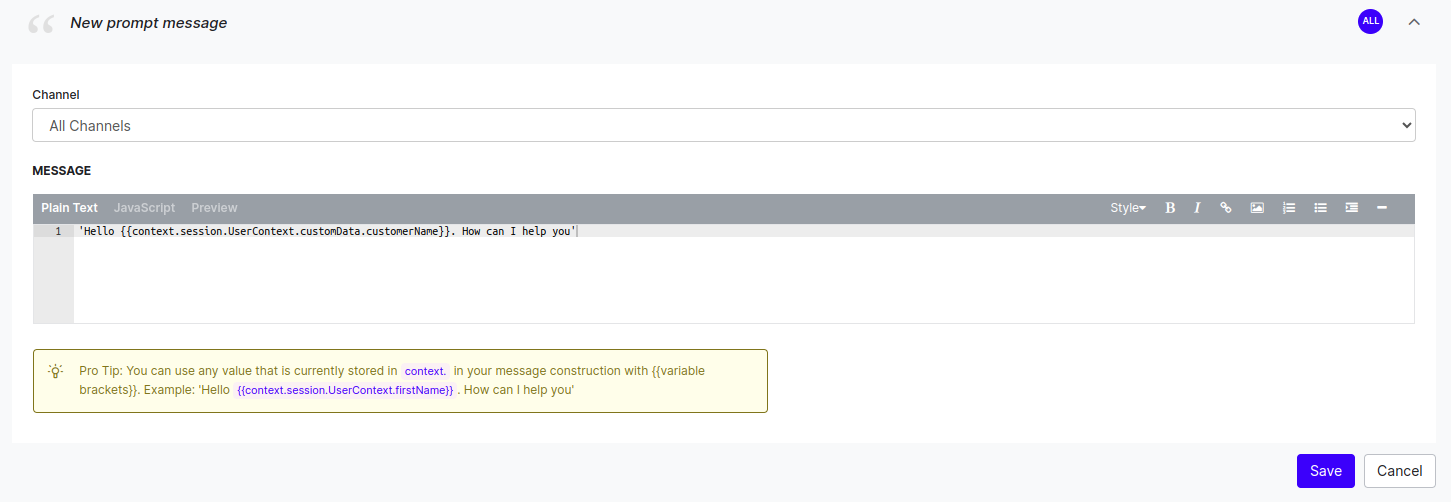 “ New prompt message ALL
Channel
All Channels
MESSAGE
Plain Text JavaScript Preview Style B I
1 'Hello {{context.session.UserContext.customData.customerName}}. How can I help you'
Pro Tip: You can use any value that is currently stored in context. in your message construction with {{variable
brackets}}. Example: 'Hello {{context.session.UserContext.firstName}} . How can I help you'
Save Cancel